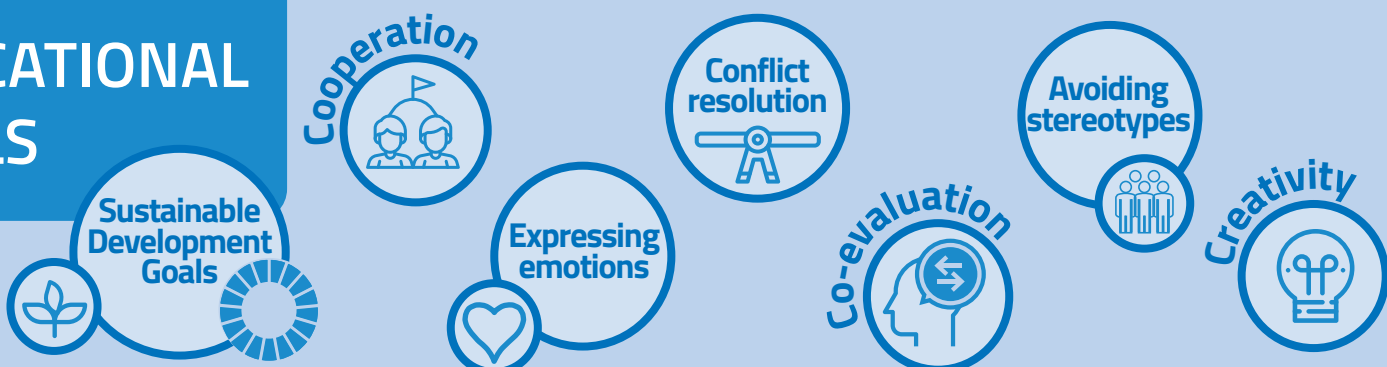 CATIONAL
LS
Sustainable
Development
Goals
Cooperation
Expressing
emotions
Conflict
resolution
Co-evaluation
Avoiding
stereotypes
Creativity